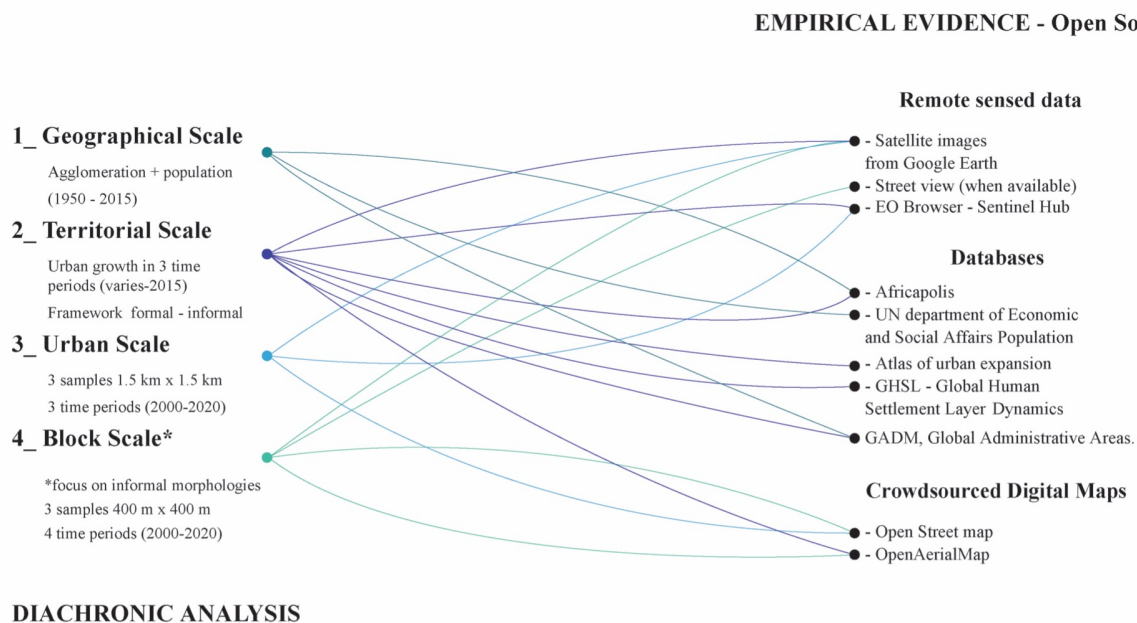 EMPIRICAL EVIDENCE - Open So
1_ Geographical Scale
Agglomeration + population
(1950 - 2015)
2_ Territorial Scale
Urban growth in 3 time
periods (varies-2015)
Framework formal - informal
3_ Urban Scale
3 samples 1.5 km x 1.5 km
3 time periods (2000-2020)
4_ Block Scale*
*focus on informal morphologies
3 samples 400 m x 400 m
4 time periods (2000-2020)
DIACHRONIC ANALYSIS
Remote sensed data
- Satellite images
from Google Earth
- Street view (when available)
- EO Browser - Sentinel Hub
Databases
- Africapolis
- UN department of Economic
and Social Affairs Population
- Atlas of urban expansion
- GHSL - Global Human
Settlement Layer Dynamics
GADM, Global Administrative Areas.
Crowdsourced Digital Maps
- Open Street map
- OpenAerialMap